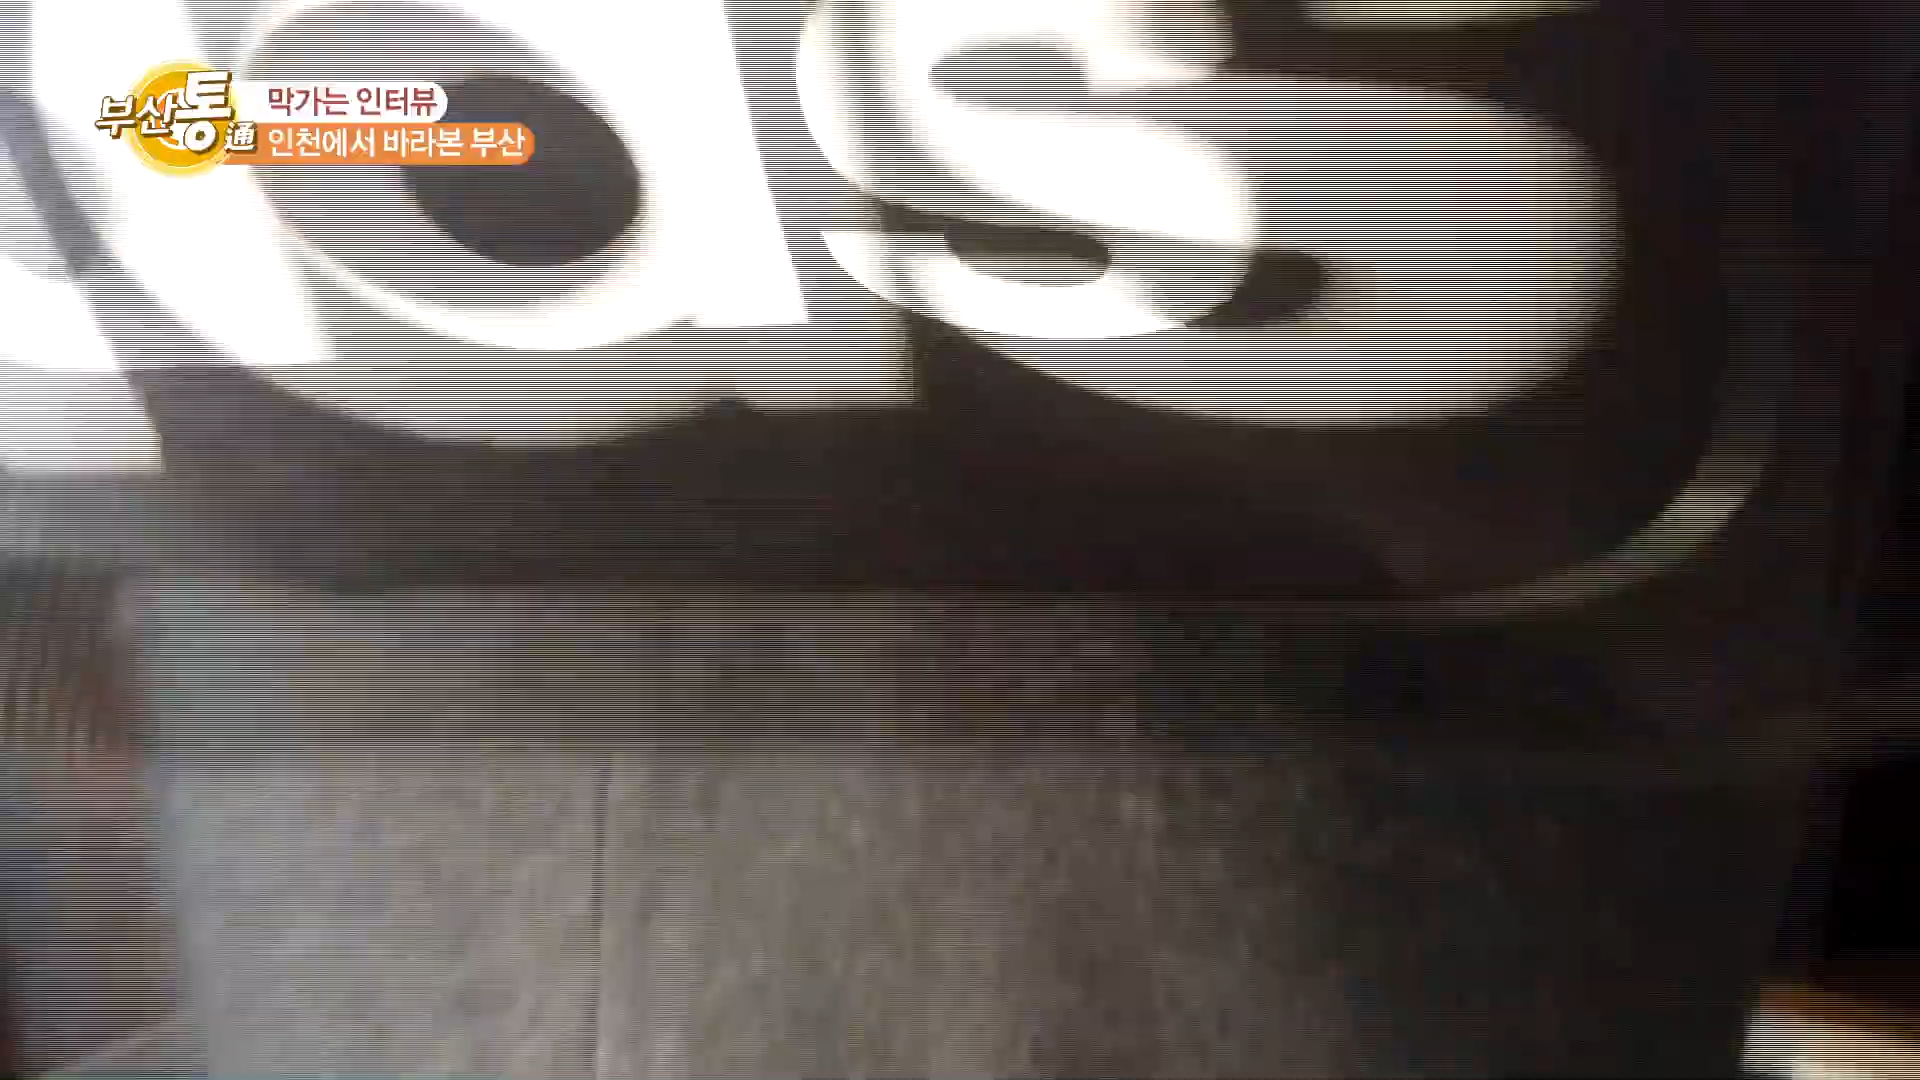 부산통通
막가는 인터뷰
인천에서 바라본 부산
as